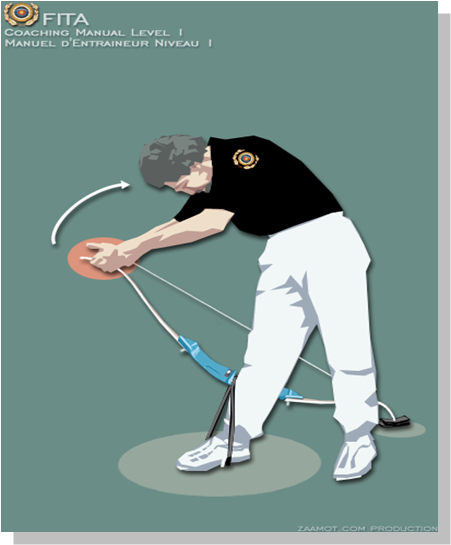 FITA
Coaching Manual Level 1
Manuel d'Entraineur Niveau 1
ZAAMOT.COM PRODUCTION